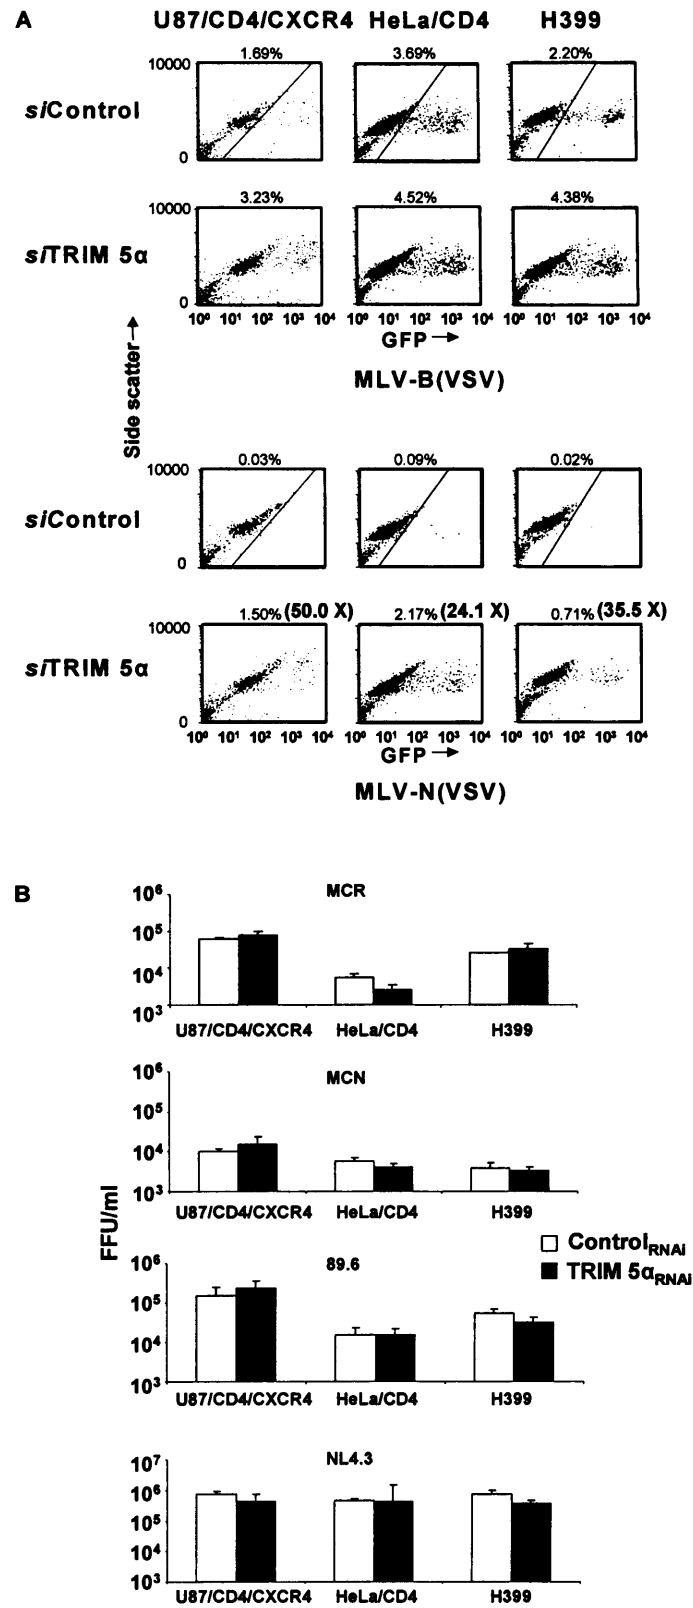 A
U87/CD4/CXCR4 HeLa/CD4 H399
1.69% 3.69% 2.20%
10000
siControl
0
3.23% 4.52% 4.38%
10000
siTRIM 5α
0
10⁰ 10¹ 10² 10³ 10⁴ 10⁰ 10¹ 10² 10³ 10⁴ 10⁰ 10¹ 10² 10³ 10⁴
GFP →
Side scatter→
MLV-B(VSV)
0.03% 0.09% 0.02%
10000
siControl
0
1.50% (50.0 X) 2.17% (24.1 X) 0.71% (35.5 X)
10000
siTRIM 5α
0
10⁰ 10¹ 10² 10³ 10⁴ 10⁰ 10¹ 10² 10³ 10⁴ 10⁰ 10¹ 10² 10³ 10⁴
GFP →
MLV-N(VSV)
B
MCR
10⁶
10⁵
10⁴
10³
U87/CD4/CXCR4 HeLa/CD4 H399
MCN
10⁶
10⁵
10⁴
10³
U87/CD4/CXCR4 HeLa/CD4 H399
FFU/ml
Control RNAi
TRIM 5α RNAi
89.6
10⁶
10⁵
10⁴
10³
U87/CD4/CXCR4 HeLa/CD4 H399
NL4.3
10⁷
10⁶
10⁵
10⁴
10³
U87/CD4/CXCR4 HeLa/CD4 H399